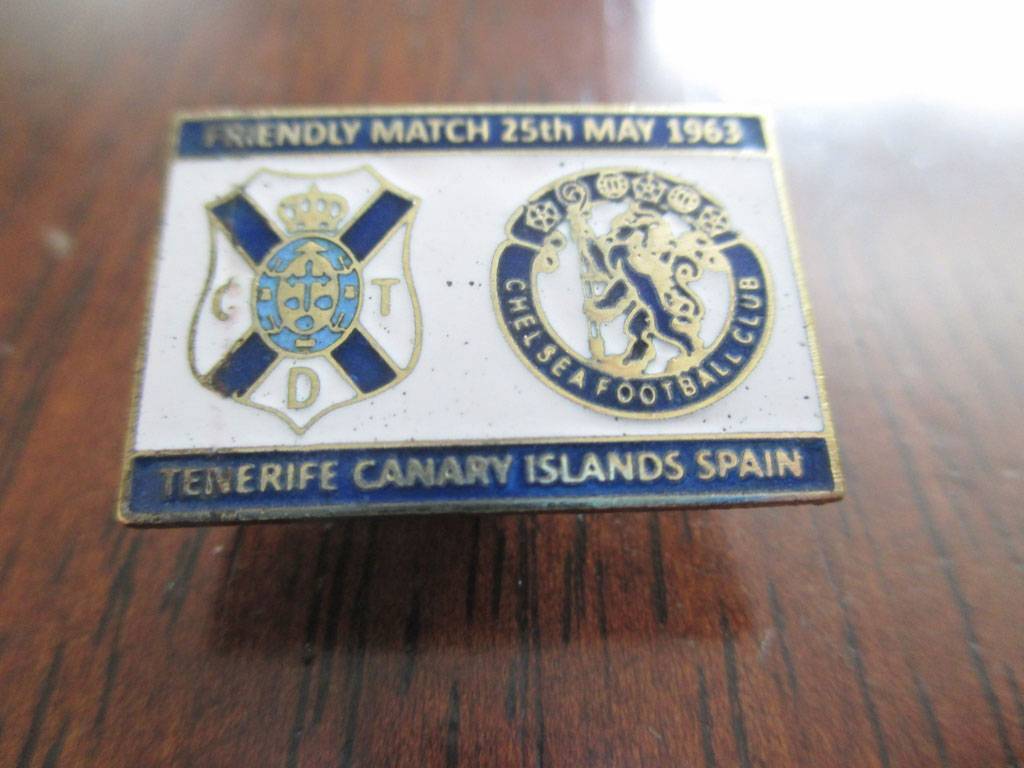 FRIENDLY MATCH 25th MAY 1963
C T
D
CHELSEA FOOTBALL CLUB
TENERIFE CANARY ISLANDS SPAIN